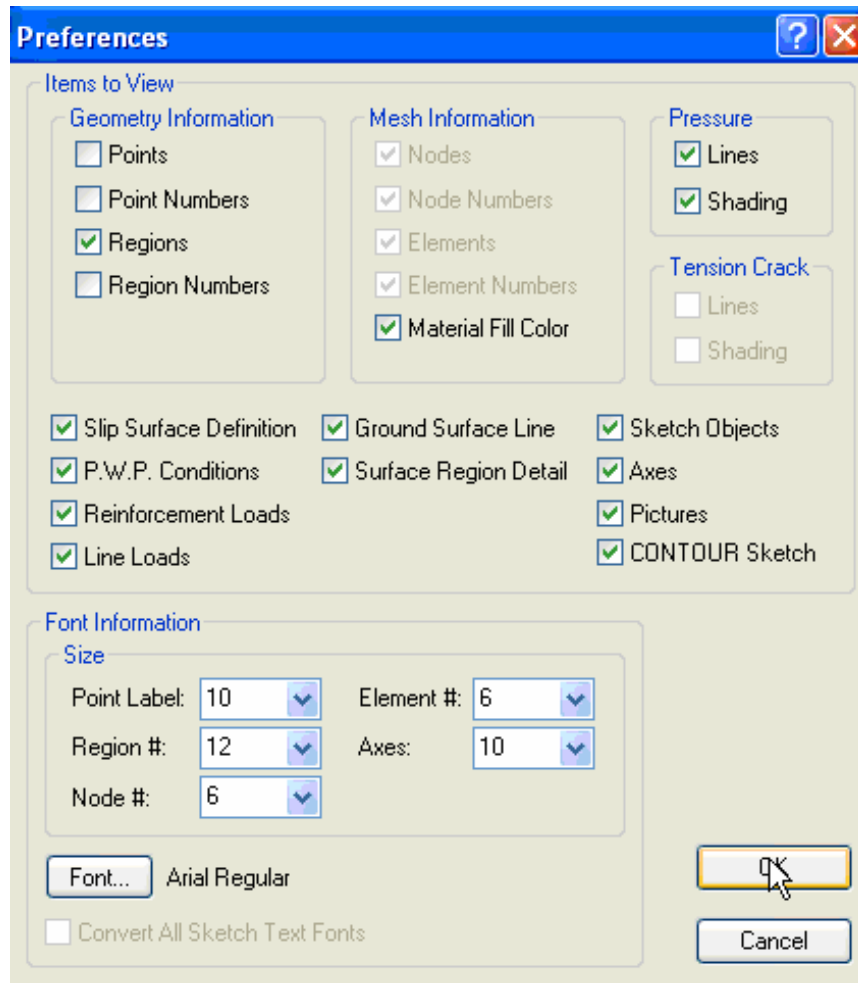 Preferences
Items to View
Geometry Information
Points
Point Numbers
Regions
Region Numbers
Mesh Information
Nodes
Node Numbers
Elements
Element Numbers
Material Fill Color
Pressure
Lines
Shading
Tension Crack
Lines
Shading
Slip Surface Definition
P.W.P. Conditions
Reinforcement Loads
Line Loads
Ground Surface Line
Surface Region Detail
Sketch Objects
Axes
Pictures
CONTOUR Sketch
Font Information
Size
Point Label: 10
Region #: 12
Node #: 6
Element #: 6
Axes: 10
Font... Arial Regular
Convert All Sketch Text Fonts
OK
Cancel